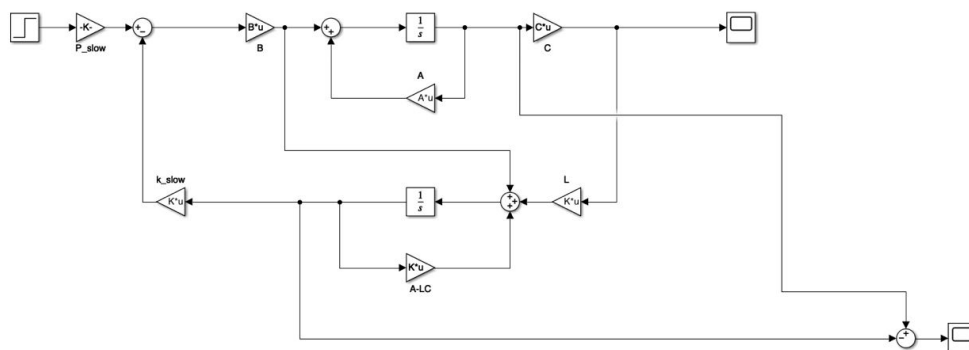 -K-
P_slow
+
−
B*u
B
+
+
1
s
C*u
C
A
A*u
k_slow
K*u
1
s
+
+
+
L
K*u
K*u
A-LC
+
−